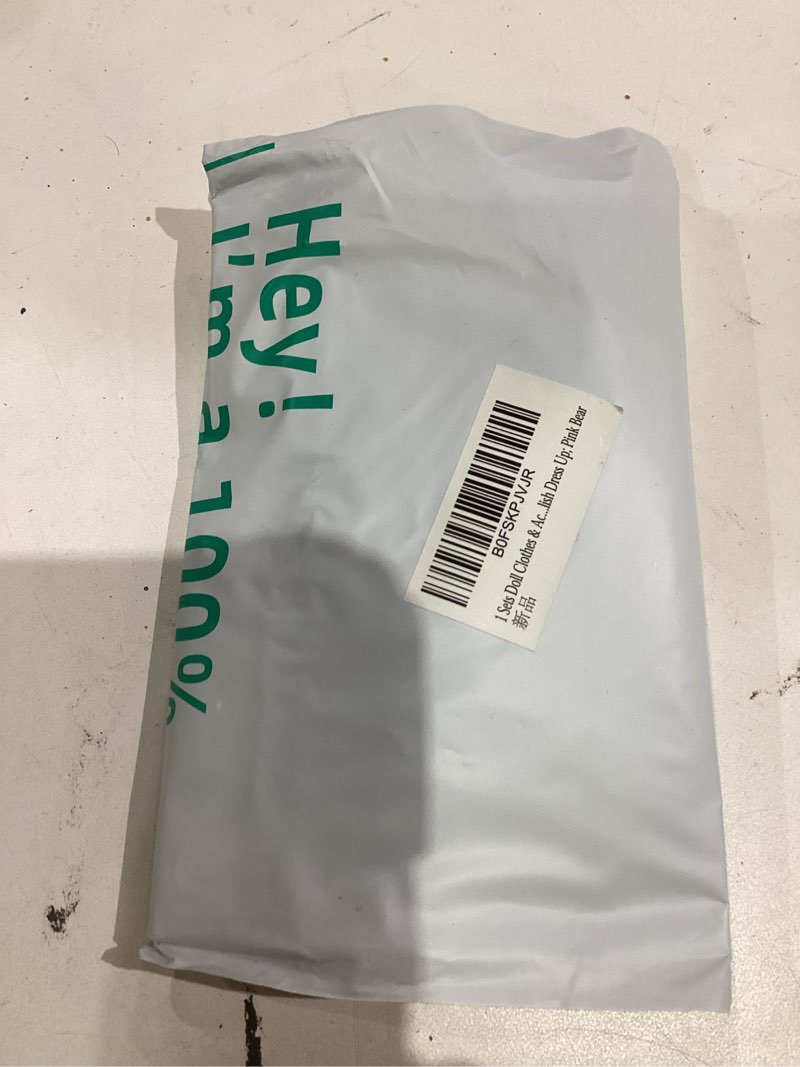 Hey!
I'm a 100%
B0FSKPJVJR
1 Sets Doll Clothes & Ac...lish Dress Up; Pink Bear
新品